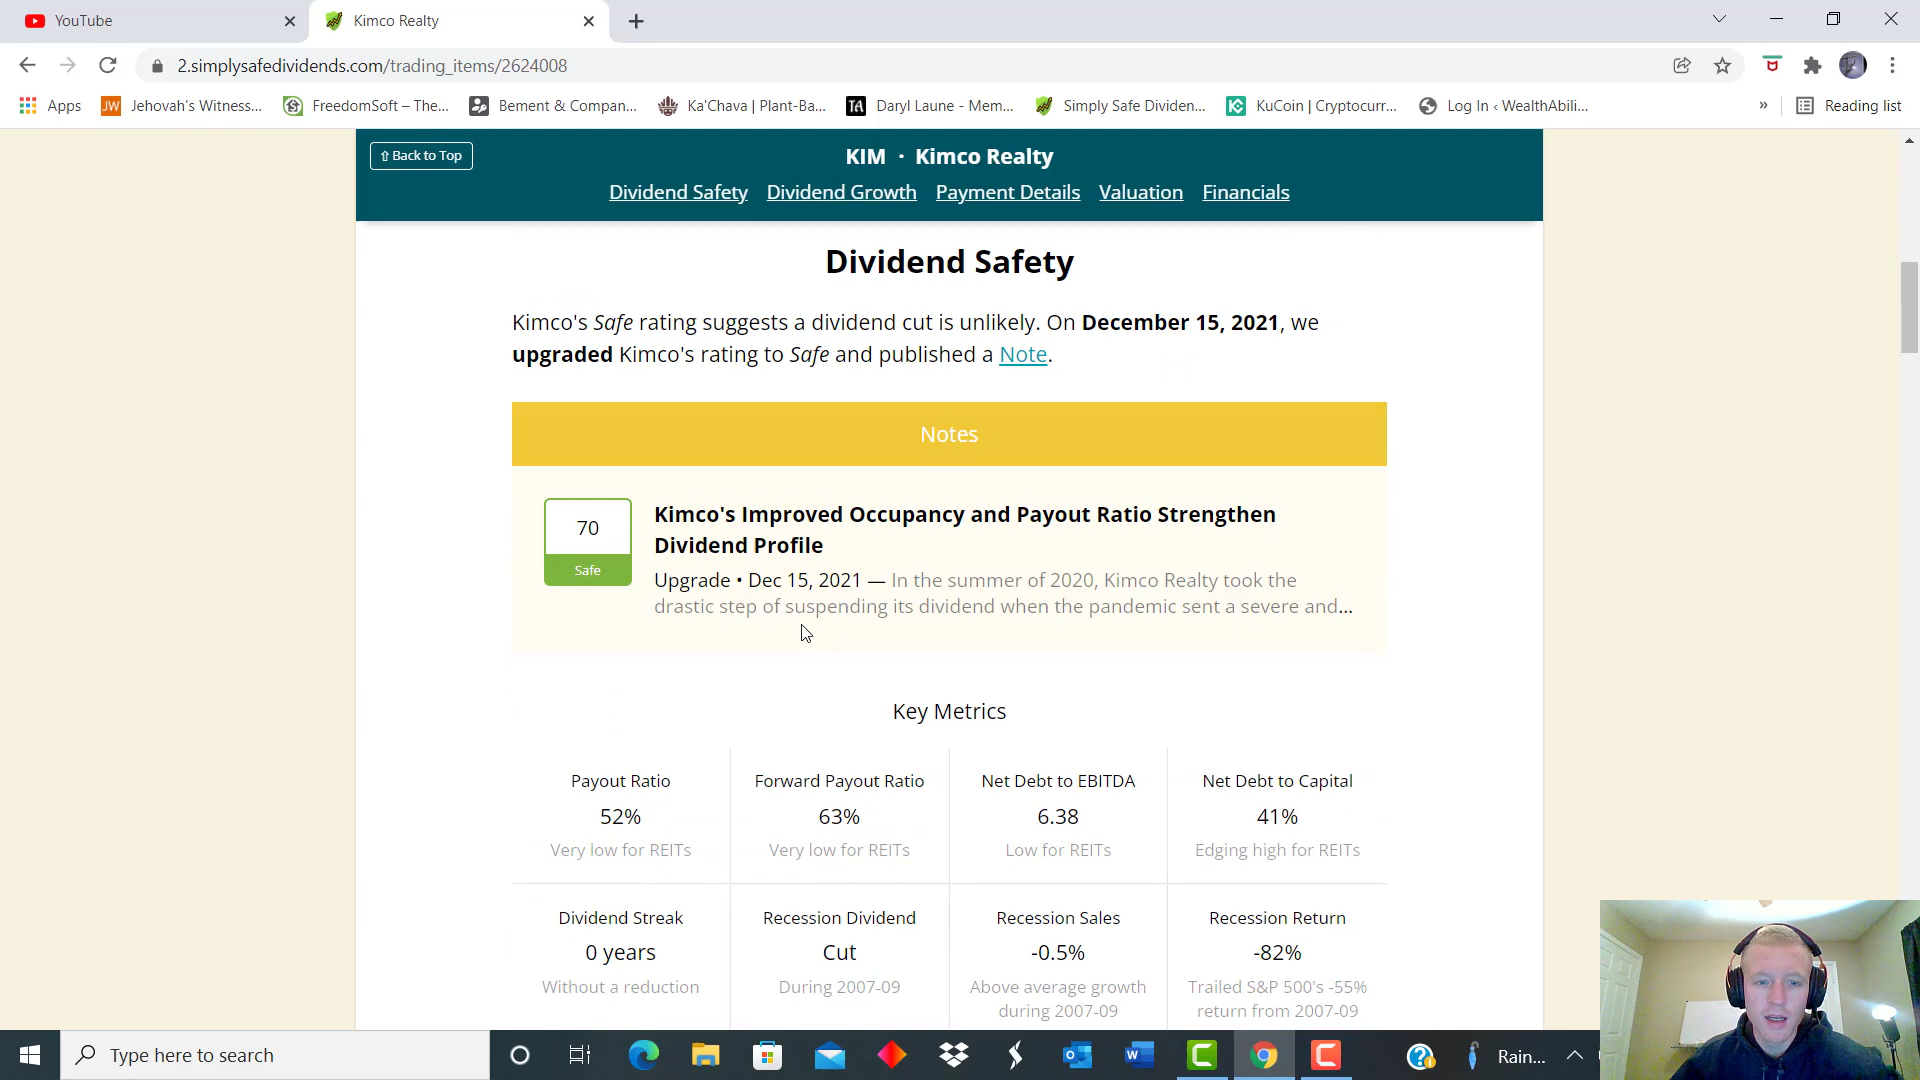 YouTube
Kimco Realty
2.simplysafedividends.com/trading_items/2624008
Apps
JW
Jehovah's Witness...
FreedomSoft – The...
Bement & Compan...
Ka'Chava | Plant-Ba...
TA
Daryl Laune - Mem...
Simply Safe Dividen...
KuCoin | Cryptocurr...
Log In ‹ WealthAbili...
»
Reading list
⇧ Back to Top
KIM · Kimco Realty
Dividend Safety Dividend Growth Payment Details Valuation Financials
Dividend Safety
Kimco's Safe rating suggests a dividend cut is unlikely. On December 15, 2021, we
upgraded Kimco's rating to Safe and published a Note.
Notes
70
Safe
Kimco's Improved Occupancy and Payout Ratio Strengthen
Dividend Profile
Upgrade • Dec 15, 2021 — In the summer of 2020, Kimco Realty took the
drastic step of suspending its dividend when the pandemic sent a severe and...
Key Metrics
Payout Ratio
52%
Very low for REITs
Forward Payout Ratio
63%
Very low for REITs
Net Debt to EBITDA
6.38
Low for REITs
Net Debt to Capital
41%
Edging high for REITs
Dividend Streak
0 years
Without a reduction
Recession Dividend
Cut
During 2007-09
Recession Sales
-0.5%
Above average growth
during 2007-09
Recession Return
-82%
Trailed S&P 500's -55%
return from 2007-09
Type here to search
Rain...